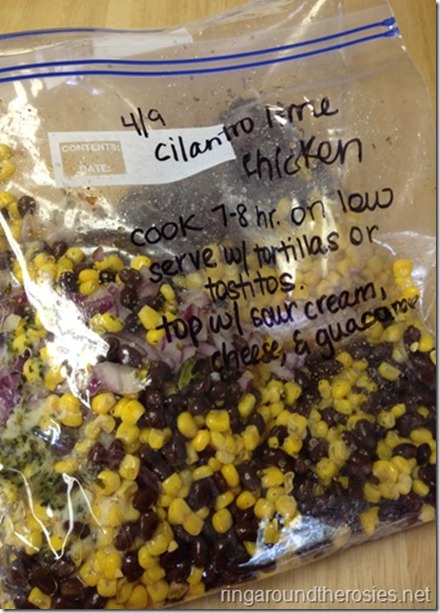 4/9
cilantro lime
chicken
CONTENTS:
DATE:
cook 7-8 hr. on low
serve w/ tortillas or
tostitos.
top w/ sour cream,
cheese, & guacamo
ringaroundtherosies.net